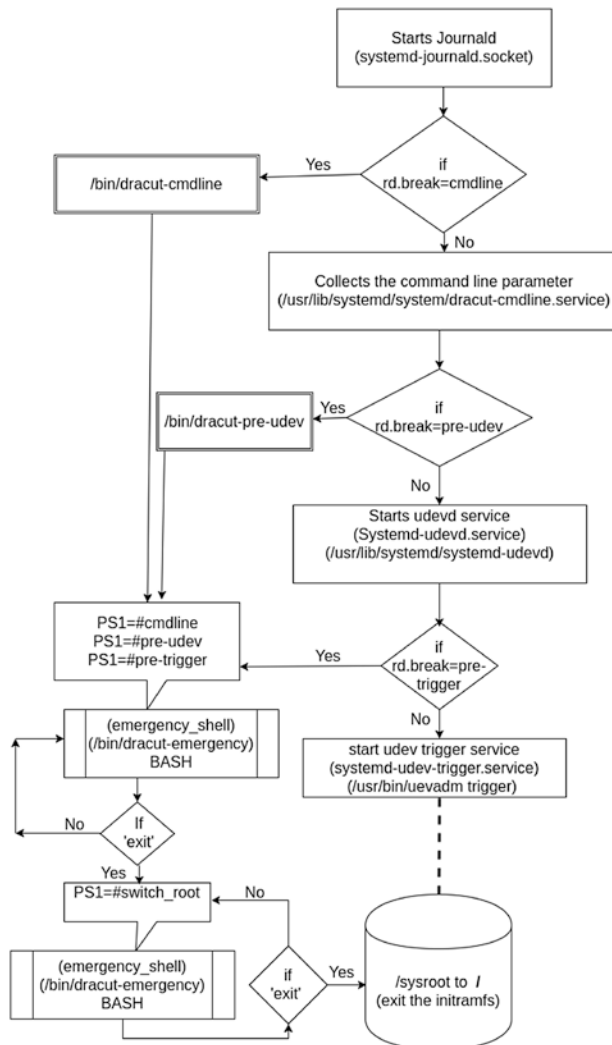 Starts Journald
(systemd-journald.socket)
if
rd.break=cmdline
Yes
/bin/dracut-cmdline
No
Collects the command line parameter
(/usr/lib/systemd/system/dracut-cmdline.service)
if
rd.break=pre-udev
Yes
/bin/dracut-pre-udev
No
Starts udevd service
(Systemd-udevd.service)
(/usr/lib/systemd/systemd-udevd)
PS1=#cmdline
PS1=#pre-udev
PS1=#pre-trigger
Yes
if
rd.break=pre-
trigger
No
(emergency_shell)
(/bin/dracut-emergency)
BASH
start udev trigger service
(systemd-udev-trigger.service)
(/usr/bin/uevadm trigger)
No
If
'exit'
Yes
PS1=#switch_root
No
(emergency_shell)
(/bin/dracut-emergency)
BASH
if
'exit'
Yes
/sysroot to /
(exit the initramfs)